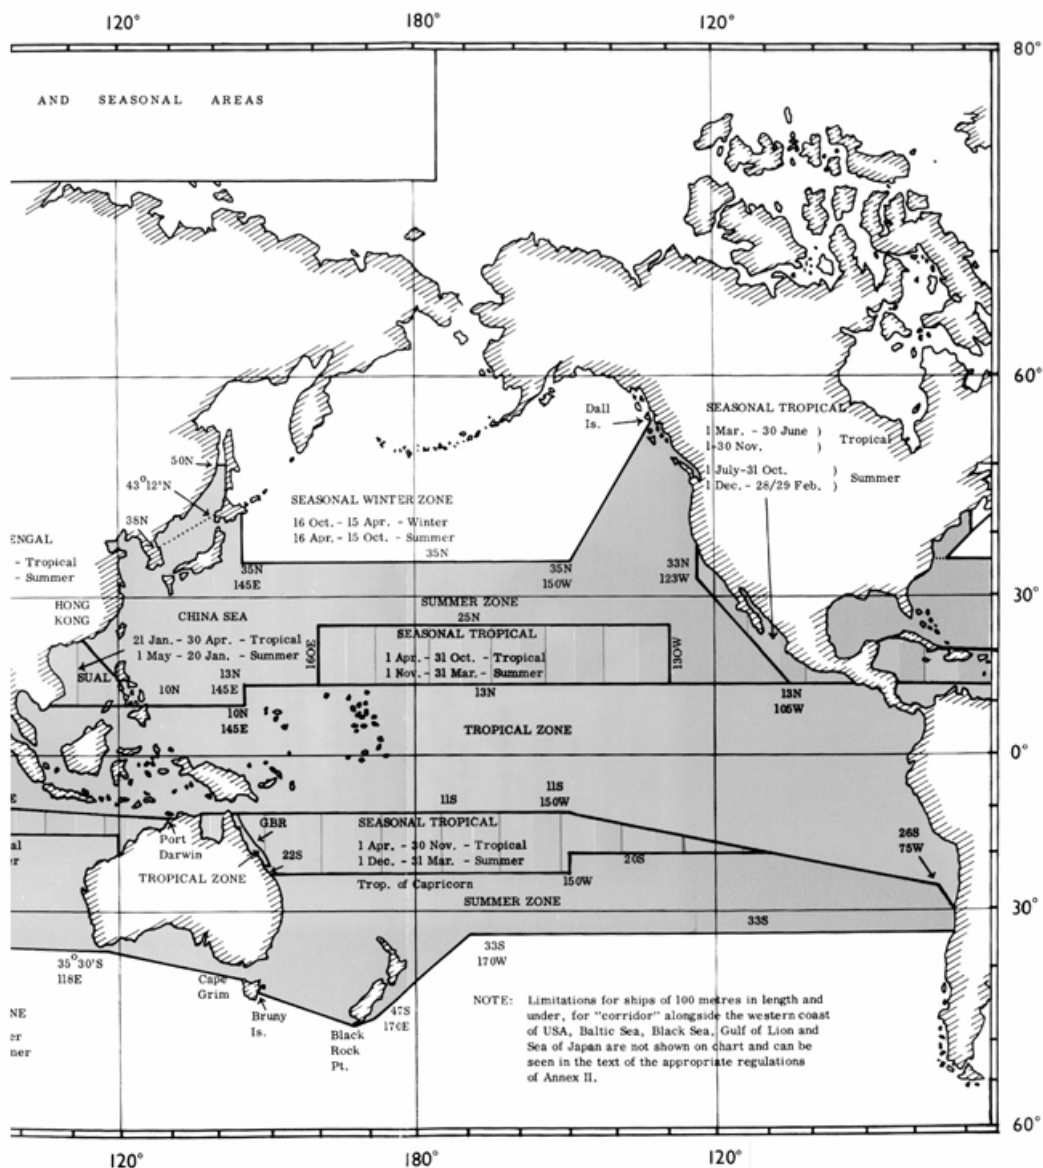 120°
180°
120°
80°
AND SEASONAL AREAS
60°
Dall
Is.
SEASONAL TROPICAL
1 Mar. - 30 June )
1-30 Nov. )
Tropical
1 July-31 Oct. )
1 Dec. - 28/29 Feb. )
Summer
50N
43°12'N
38N
SEASONAL WINTER ZONE
16 Oct. - 15 Apr. - Winter
16 Apr. - 15 Oct. - Summer
35N
ENGAL
- Tropical
- Summer
35N
145E
35N
150W
33N
123W
30°
HONG
KONG
CHINA SEA
21 Jan. - 30 Apr. - Tropical
1 May - 20 Jan. - Summer
SUAL
SUMMER ZONE
25N
160E
SEASONAL TROPICAL
1 Apr. - 31 Oct. - Tropical
1 Nov. - 31 Mar. - Summer
130W
10N
13N
145E
13N
13N
105W
10N
145E
TROPICAL ZONE
0°
E
11S
11S
150W
GBR
SEASONAL TROPICAL
1 Apr. - 30 Nov. - Tropical
1 Dec. - 31 Mar. - Summer
Port
Darwin
22S
20S
26S
75W
al
er
TROPICAL ZONE
Trop. of Capricorn
150W
SUMMER ZONE
30°
33S
35°30'S
118E
Cape
Grim
33S
170W
Bruny
Is.
47S
170E
Black
Rock
Pt.
NE
er
mer
NOTE: Limitations for ships of 100 metres in length and
under, for "corridor" alongside the western coast
of USA, Baltic Sea, Black Sea, Gulf of Lion and
Sea of Japan are not shown on chart and can be
seen in the text of the appropriate regulations
of Annex II.
60°
120°
180°
120°